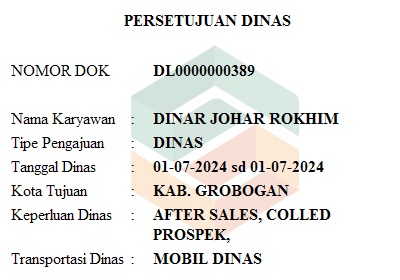 PERSETUJUAN DINAS
NOMOR DOK DL0000000389
Nama Karyawan : DINAR JOHAR ROKHIM
Tipe Pengajuan : DINAS
Tanggal Dinas : 01-07-2024 sd 01-07-2024
Kota Tujuan : KAB. GROBOGAN
Keperluan Dinas : AFTER SALES, COLLED
PROSPEK,
Transportasi Dinas : MOBIL DINAS